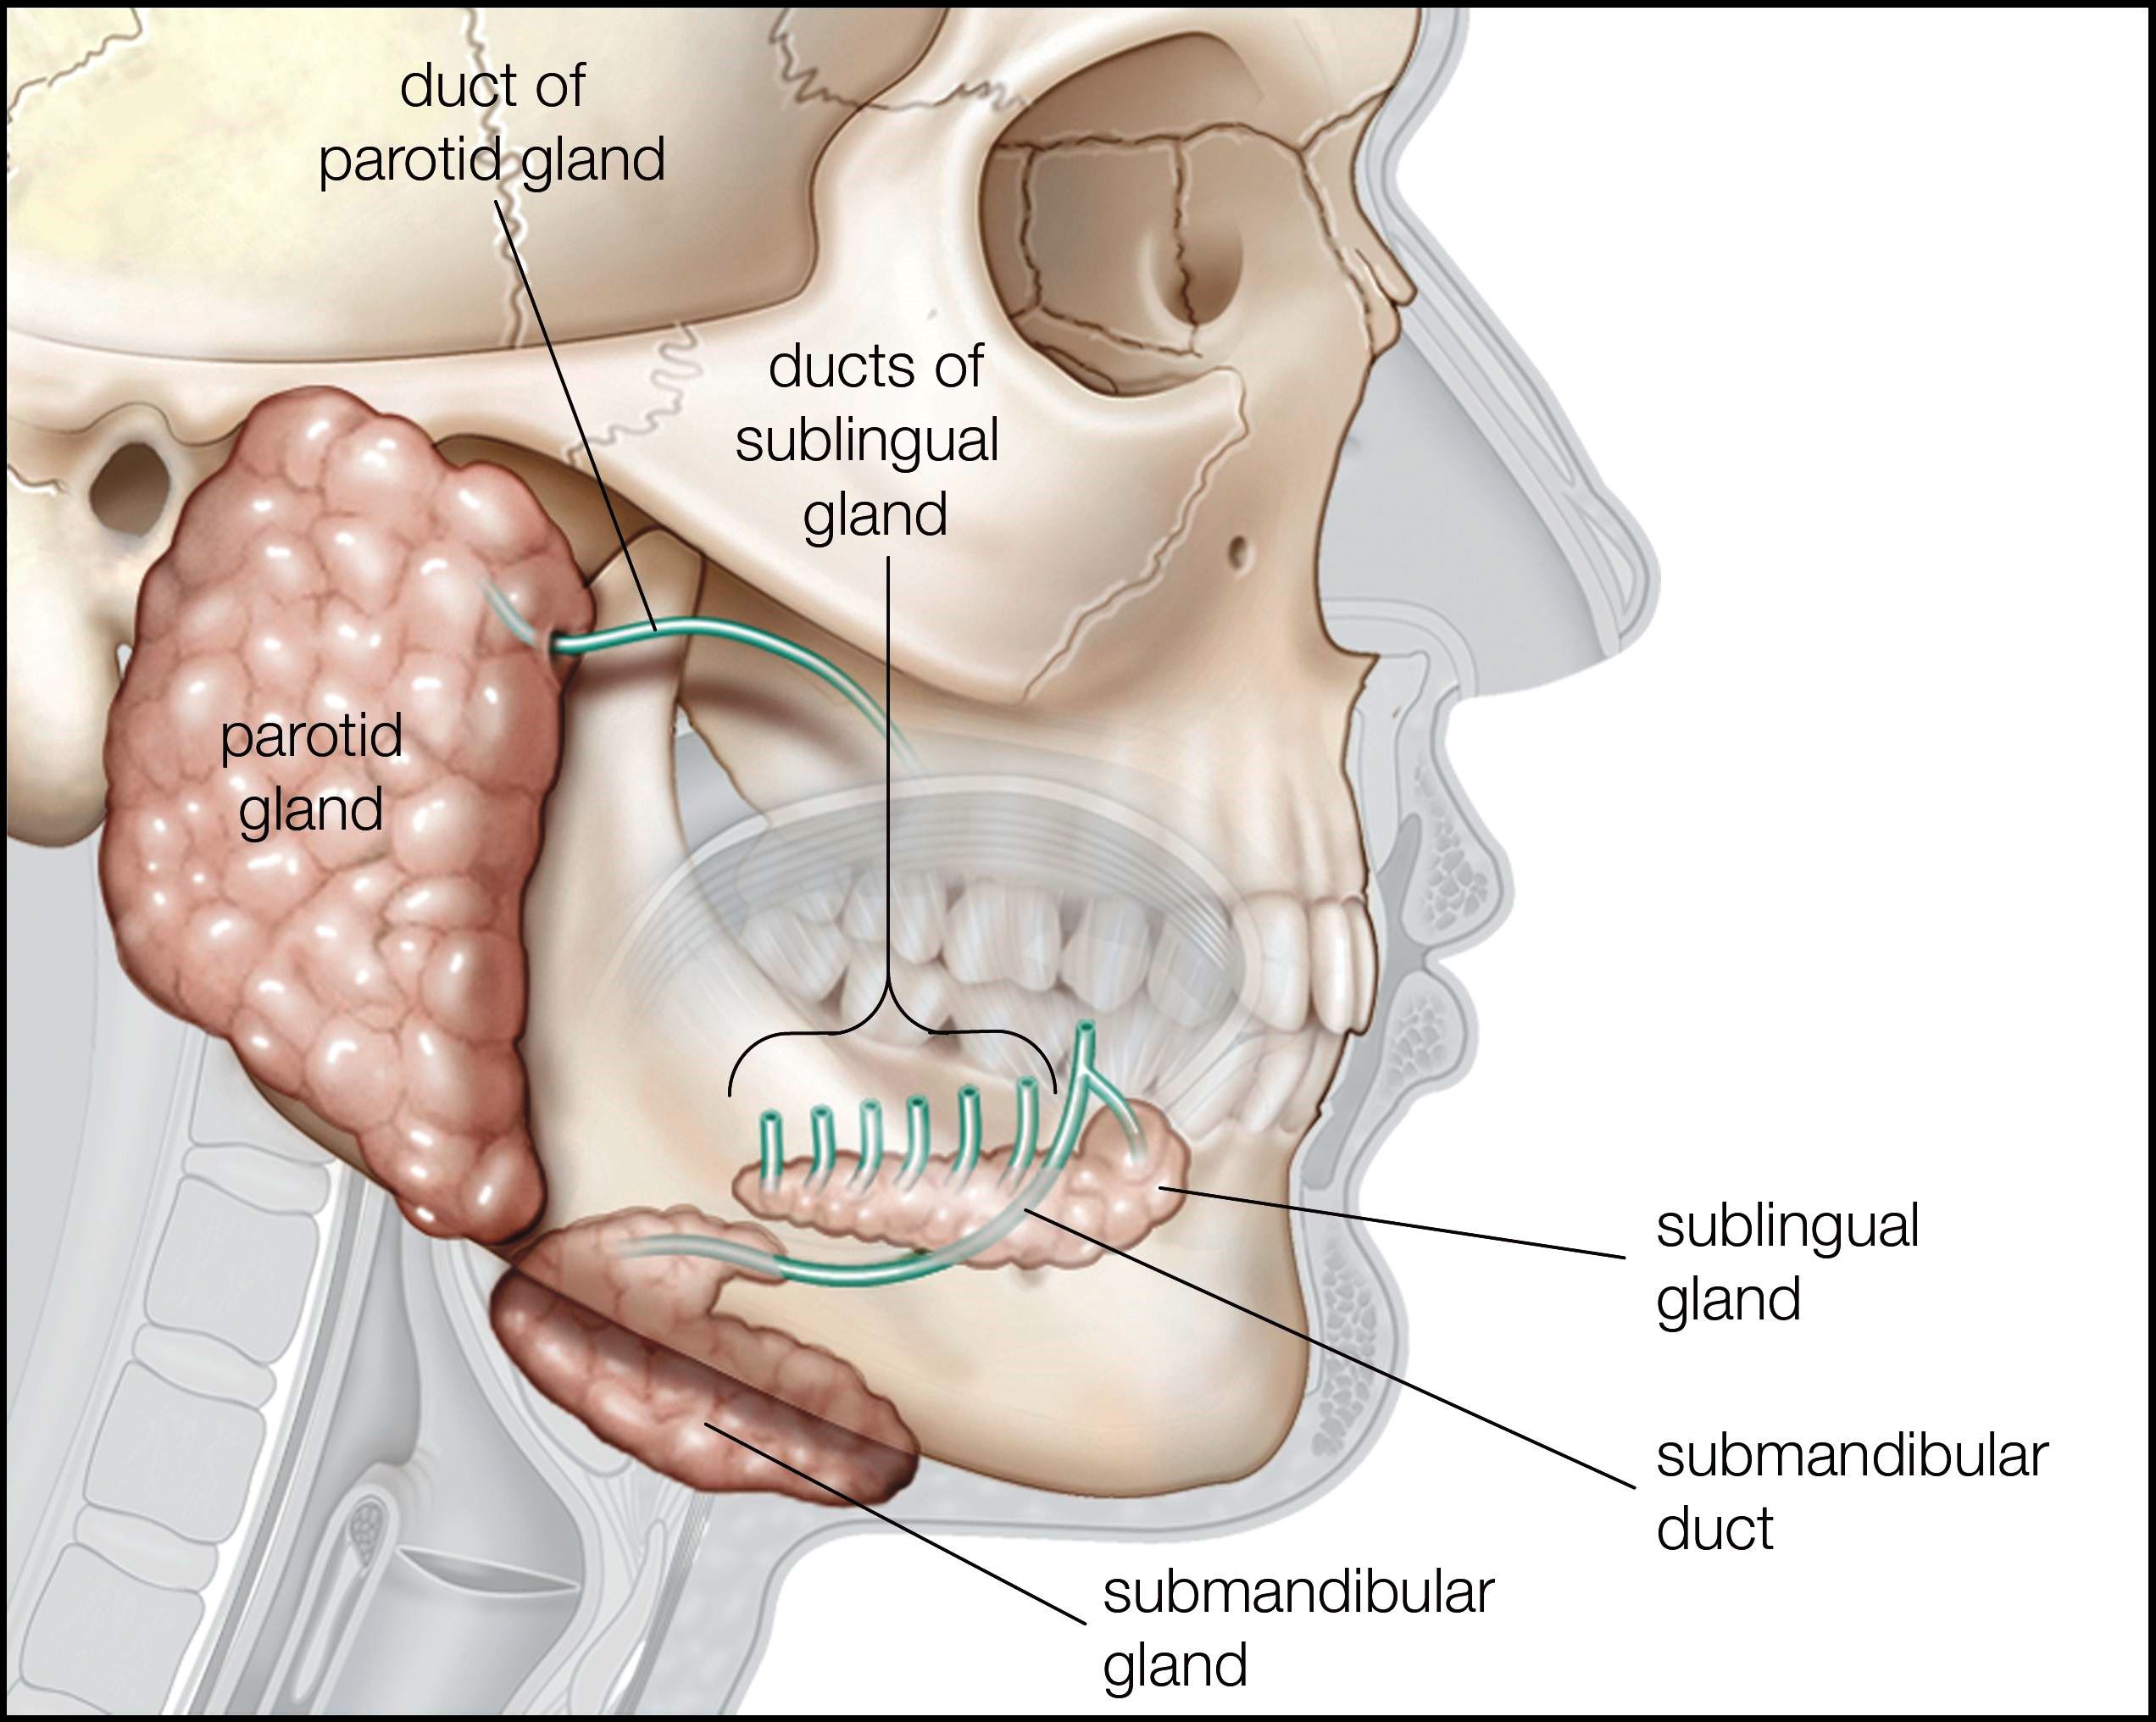 duct of
parotid gland
ducts of
sublingual
gland
parotid
gland
sublingual
gland
submandibular
duct
submandibular
gland